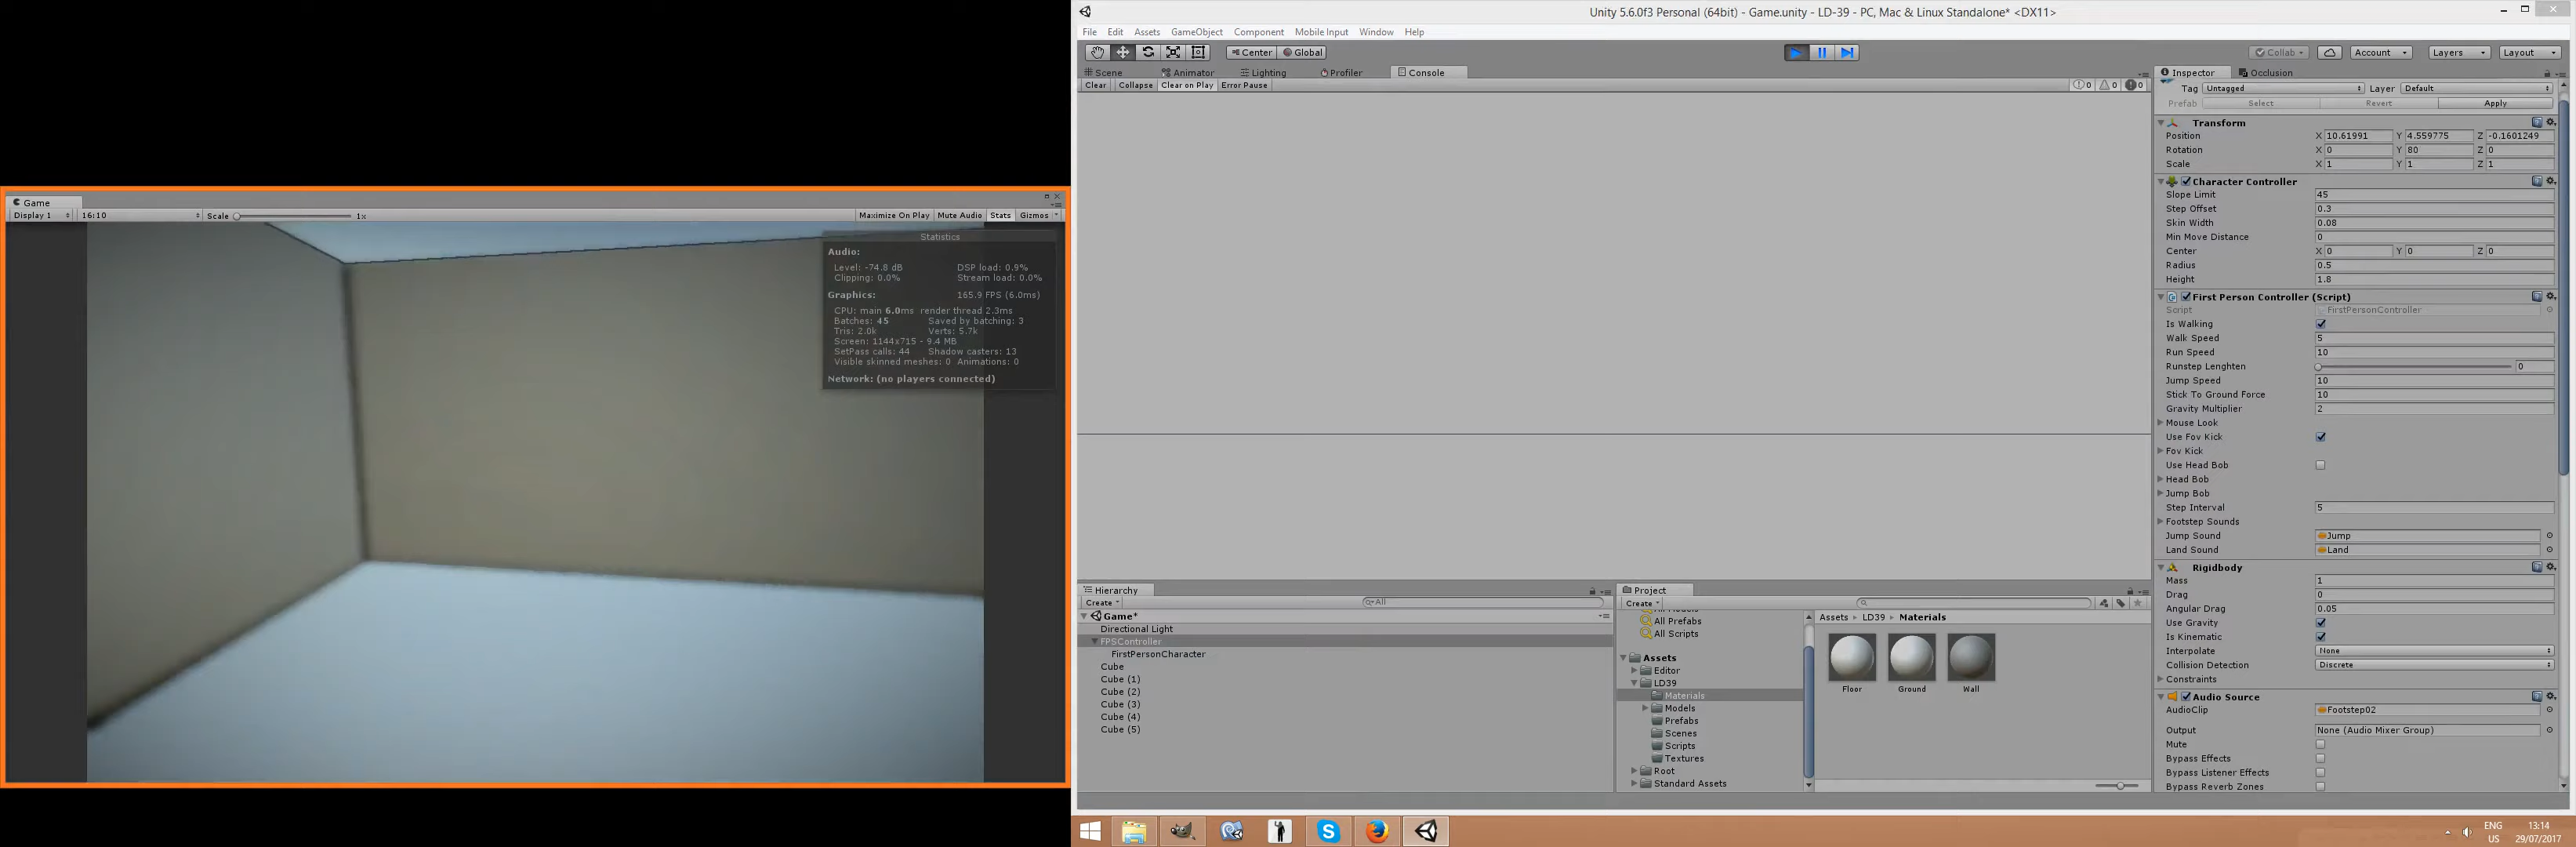 Unity 5.6.0f3 Personal (64bit) - Game.unity - LD-39 - PC, Mac & Linux Standalone* <DX11>
File Edit Assets GameObject Component Mobile Input Window Help
Center Global
Collab Account Layers Layout
Scene Animator Lighting Profiler Console
Clear Collapse Clear on Play Error Pause 0 0 0
Game
Display 1 16:10 Scale 1x Maximize On Play Mute Audio Stats Gizmos
Statistics
Audio:
Level: -74.8 dB DSP load: 0.9%
Clipping: 0.0% Stream load: 0.0%
Graphics: 165.9 FPS (6.0ms)
CPU: main 6.0ms render thread 2.3ms
Batches: 45 Saved by batching: 3
Tris: 2.0k Verts: 5.7k
Screen: 1144x715 - 9.4 MB
SetPass calls: 44 Shadow casters: 13
Visible skinned meshes: 0 Animations: 0
Network: (no players connected)
Hierarchy
Create All
Game*
Directional Light
FPSController
FirstPersonCharacter
Cube
Cube (1)
Cube (2)
Cube (3)
Cube (4)
Cube (5)
Project
Create
All Models
All Prefabs
All Scripts
Assets
Editor
LD39
Materials
Models
Prefabs
Scenes
Scripts
Textures
Root
Standard Assets
Assets LD39 Materials
Floor Ground Wall
Inspector Occlusion
Tag Untagged Layer Default
Prefab Select Revert Apply
Transform
Position X 10.61991 Y 4.559775 Z -0.1601249
Rotation X 0 Y 80 Z 0
Scale X 1 Y 1 Z 1
Character Controller
Slope Limit 45
Step Offset 0.3
Skin Width 0.08
Min Move Distance 0
Center X 0 Y 0 Z 0
Radius 0.5
Height 1.8
First Person Controller (Script)
Script FirstPersonController
Is Walking
Walk Speed 5
Run Speed 10
Runstep Lenghten 0
Jump Speed 10
Stick To Ground Force 10
Gravity Multiplier 2
Mouse Look
Use Fov Kick
Fov Kick
Use Head Bob
Head Bob
Jump Bob
Step Interval 5
Footstep Sounds
Jump Sound Jump
Land Sound Land
Rigidbody
Mass 1
Drag 0
Angular Drag 0.05
Use Gravity
Is Kinematic
Interpolate None
Collision Detection Discrete
Constraints
Audio Source
AudioClip Footstep02
Output None (Audio Mixer Group)
Mute
Bypass Effects
Bypass Listener Effects
Bypass Reverb Zones
ENG 13:14
US 29/07/2017